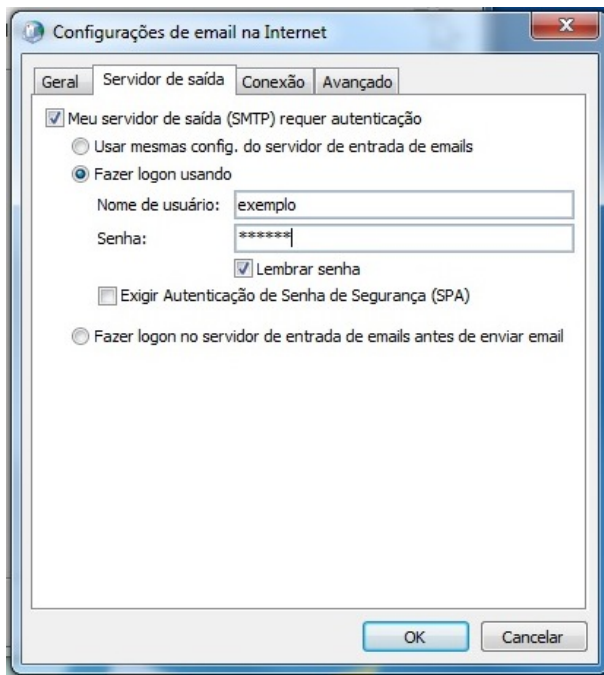 Configurações de email na Internet
Geral Servidor de saída Conexão Avançado
Meu servidor de saída (SMTP) requer autenticação
Usar mesmas config. do servidor de entrada de emails
Fazer logon usando
Nome de usuário: exemplo
Senha: ******
Lembrar senha
Exigir Autenticação de Senha de Segurança (SPA)
Fazer logon no servidor de entrada de emails antes de enviar email
OK Cancelar